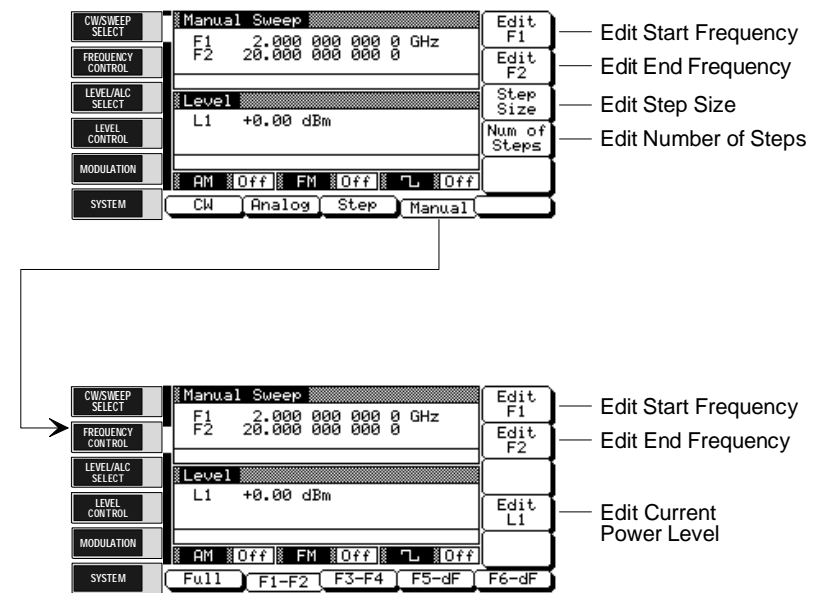 CW/SWEEP
SELECT
FREQUENCY
CONTROL
LEVEL/ALC
SELECT
LEVEL
CONTROL
MODULATION
SYSTEM
Manual Sweep
F1 2.000 000 000 0 GHz
F2 20.000 000 000 0
Level
L1 +0.00 dBm
AM Off FM Off Off
CW Analog Step Manual
Edit
F1
Edit
F2
Step
Size
Num of
Steps
Edit Start Frequency
Edit End Frequency
Edit Step Size
Edit Number of Steps
CW/SWEEP
SELECT
FREQUENCY
CONTROL
LEVEL/ALC
SELECT
LEVEL
CONTROL
MODULATION
SYSTEM
Manual Sweep
F1 2.000 000 000 0 GHz
F2 20.000 000 000 0
Level
L1 +0.00 dBm
AM Off FM Off Off
Full F1-F2 F3-F4 F5-dF F6-dF
Edit
F1
Edit
F2
Edit
L1
Edit Start Frequency
Edit End Frequency
Edit Current
Power Level